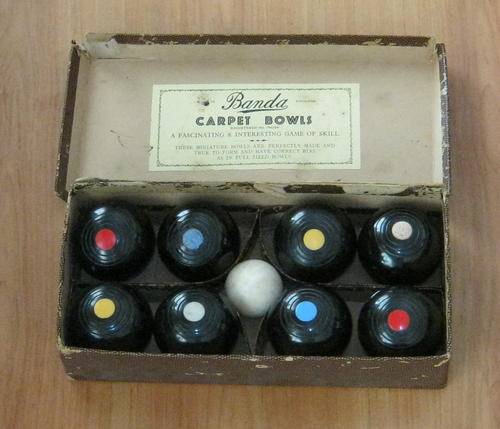 Banda
CARPET BOWLS
A FASCINATING & INTERESTING GAME OF SKILL
THESE MINIATURE BOWLS ARE PERFECTLY MADE AND
TRUE TO FORM AND HAVE CORRECT BIAS
AS IN FULL SIZED BOWLS